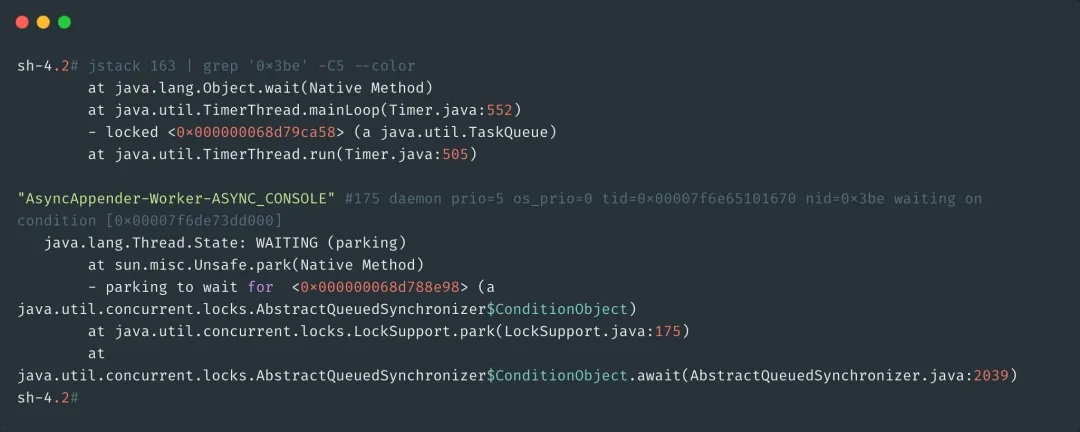 sh-4.2# jstack 163 | grep '0×3be' -C5 --color
at java.lang.Object.wait(Native Method)
at java.util.TimerThread.mainLoop(Timer.java:552)
- locked <0×000000068d79ca58> (a java.util.TaskQueue)
at java.util.TimerThread.run(Timer.java:505)
"AsyncAppender-Worker-ASYNC_CONSOLE" #175 daemon prio=5 os_prio=0 tid=0×00007f6e65101670 nid=0×3be waiting on
condition [0×00007f6de73dd000]
java.lang.Thread.State: WAITING (parking)
at sun.misc.Unsafe.park(Native Method)
- parking to wait for <0×000000068d788e98> (a
java.util.concurrent.locks.AbstractQueuedSynchronizer$ConditionObject)
at java.util.concurrent.locks.LockSupport.park(LockSupport.java:175)
at
java.util.concurrent.locks.AbstractQueuedSynchronizer$ConditionObject.await(AbstractQueuedSynchronizer.java:2039)
sh-4.2#